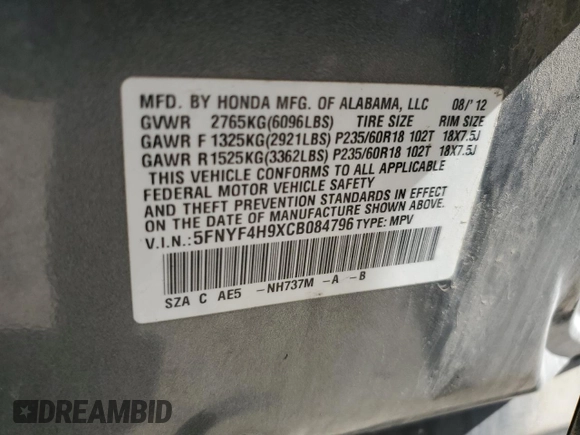 MFD. BY HONDA MFG. OF ALABAMA, LLC 08/'12
GVWR 2765KG(6096LBS) TIRE SIZE RIM SIZE
GAWR F 1325KG(2921LBS) P235/60R18 102T 18X7.5J
GAWR R 1525KG(3362LBS) P235/60R18 102T 18X7.5J
THIS VEHICLE CONFORMS TO ALL APPLICABLE
FEDERAL MOTOR VEHICLE SAFETY
AND THEFT PREVENTION STANDARDS IN EFFECT
ON THE DATE OF MANUFACTURE SHOWN ABOVE.
V.I.N.:5FNYF4H9XCB084796 TYPE: MPV
SZA C AE5 -NH737M -A -B
DREAMBID